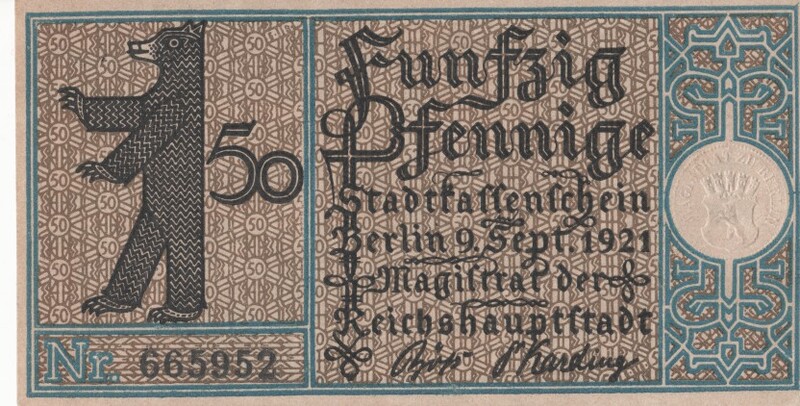 50
Funfzig
Pfennige
Stadtkassenschein
Berlin 9. Sept. 1921
Magistrat der
Reichshauptstadt
Nr. 665952